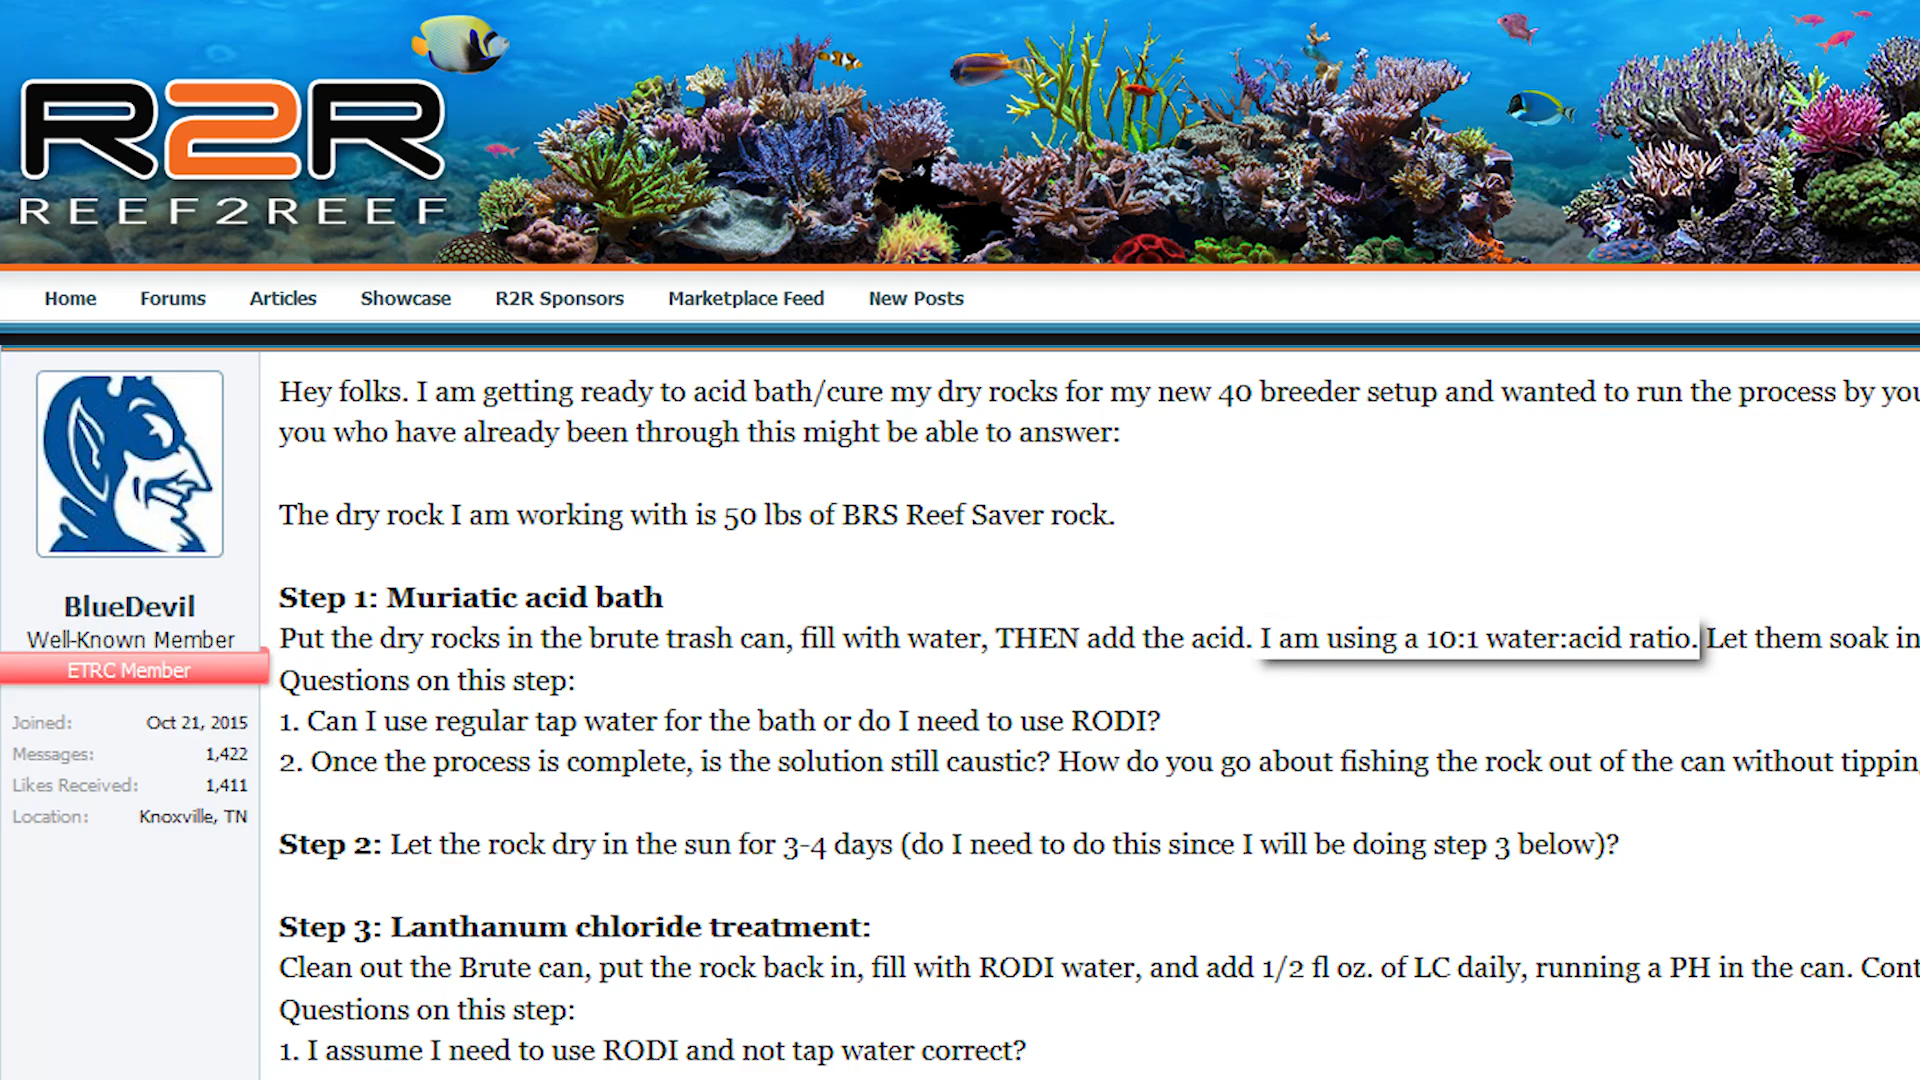 R2R
REEF2REEF
Home Forums Articles Showcase R2R Sponsors Marketplace Feed New Posts
Hey folks. I am getting ready to acid bath/cure my dry rocks for my new 40 breeder setup and wanted to run the process by
you who have already been through this might be able to answer:
The dry rock I am working with is 50 lbs of BRS Reef Saver rock.
BlueDevil
Well-Known Member
ETRC Member
Joined: Oct 21, 2015
Messages: 1,422
Likes Received: 1,411
Location: Knoxville, TN
Step 1: Muriatic acid bath
Put the dry rocks in the brute trash can, fill with water, THEN add the acid. I am using a 10:1 water:acid ratio. Let them soak in
Questions on this step:
1. Can I use regular tap water for the bath or do I need to use RODI?
2. Once the process is complete, is the solution still caustic? How do you go about fishing the rock out of the can without
Step 2: Let the rock dry in the sun for 3-4 days (do I need to do this since I will be doing step 3 below)?
Step 3: Lanthanum chloride treatment:
Clean out the Brute can, put the rock back in, fill with RODI water, and add 1/2 fl oz. of LC daily, running a PH in the can.
Questions on this step:
1. I assume I need to use RODI and not tap water correct?